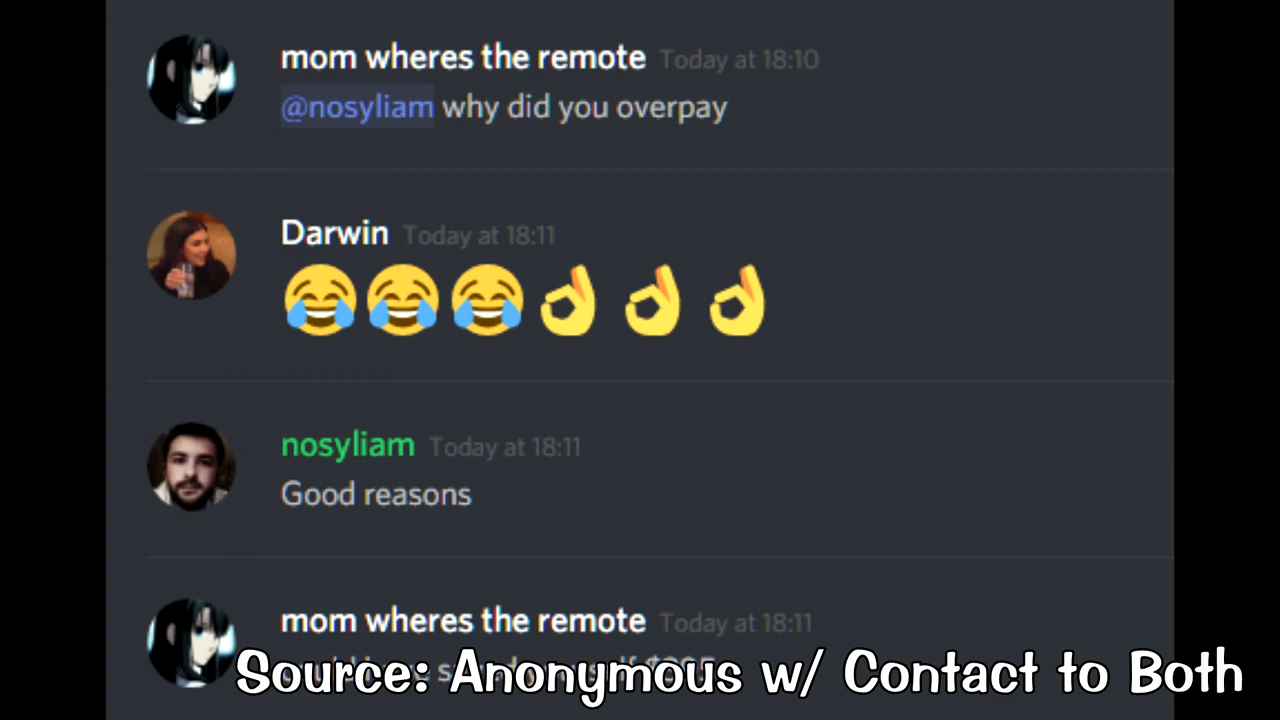 mom wheres the remote Today at 18:10
@nosyliam why did you overpay
Darwin Today at 18:11
😂😂😂👌👌👌
nosyliam Today at 18:11
Good reasons
mom wheres the remote Today at 18:11
Source: Anonymous w/ Contact to Both